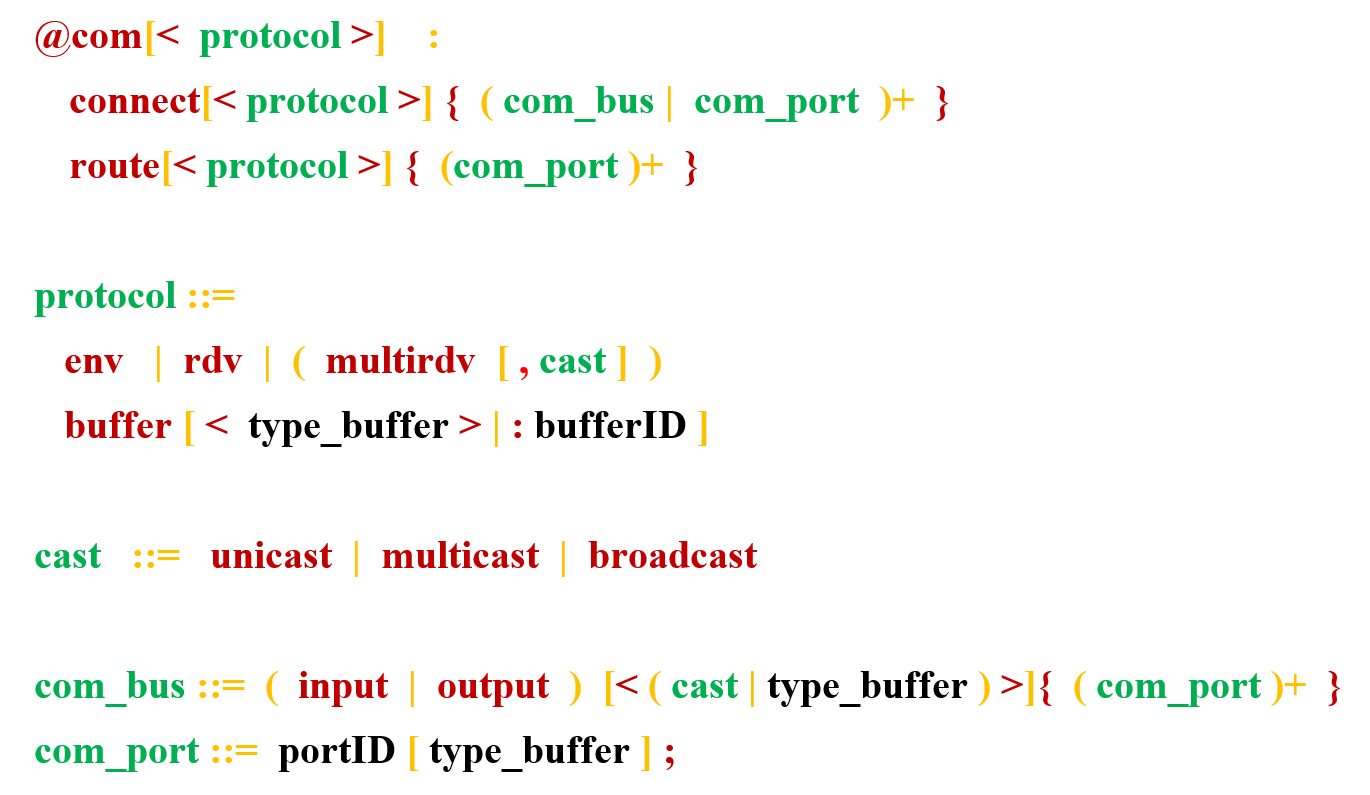 @com[< protocol >] :
connect[< protocol >] { ( com_bus | com_port )+ }
route[< protocol >] { (com_port )+ }
protocol ::=
env | rdv | ( multirdv [ , cast ] )
buffer [ < type_buffer > | : bufferID ]
cast ::= unicast | multicast | broadcast
com_bus ::= ( input | output ) [< ( cast | type_buffer ) >]{ ( com_port )+ }
com_port ::= portID [ type_buffer ] ;